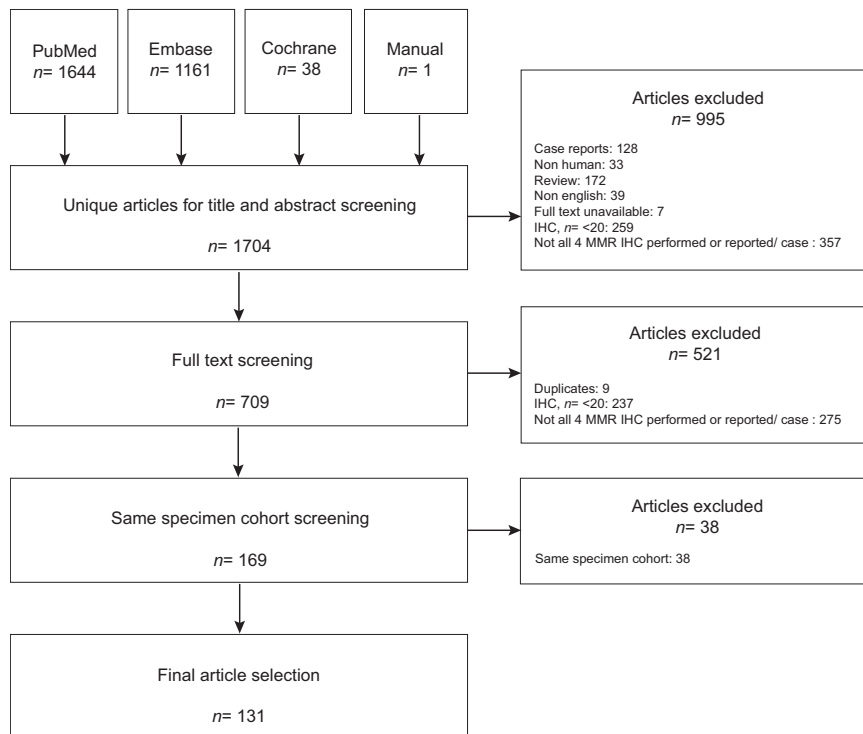 PubMed
n= 1644
Embase
n= 1161
Cochrane
n= 38
Manual
n= 1
Articles excluded
n= 995
Case reports: 128
Non human: 33
Review: 172
Non english: 39
Full text unavailable: 7
IHC, n= <20: 259
Not all 4 MMR IHC performed or reported/ case : 357
Unique articles for title and abstract screening
n= 1704
Full text screening
n= 709
Articles excluded
n= 521
Duplicates: 9
IHC, n= <20: 237
Not all 4 MMR IHC performed or reported/ case : 275
Same specimen cohort screening
n= 169
Articles excluded
n= 38
Same specimen cohort: 38
Final article selection
n= 131